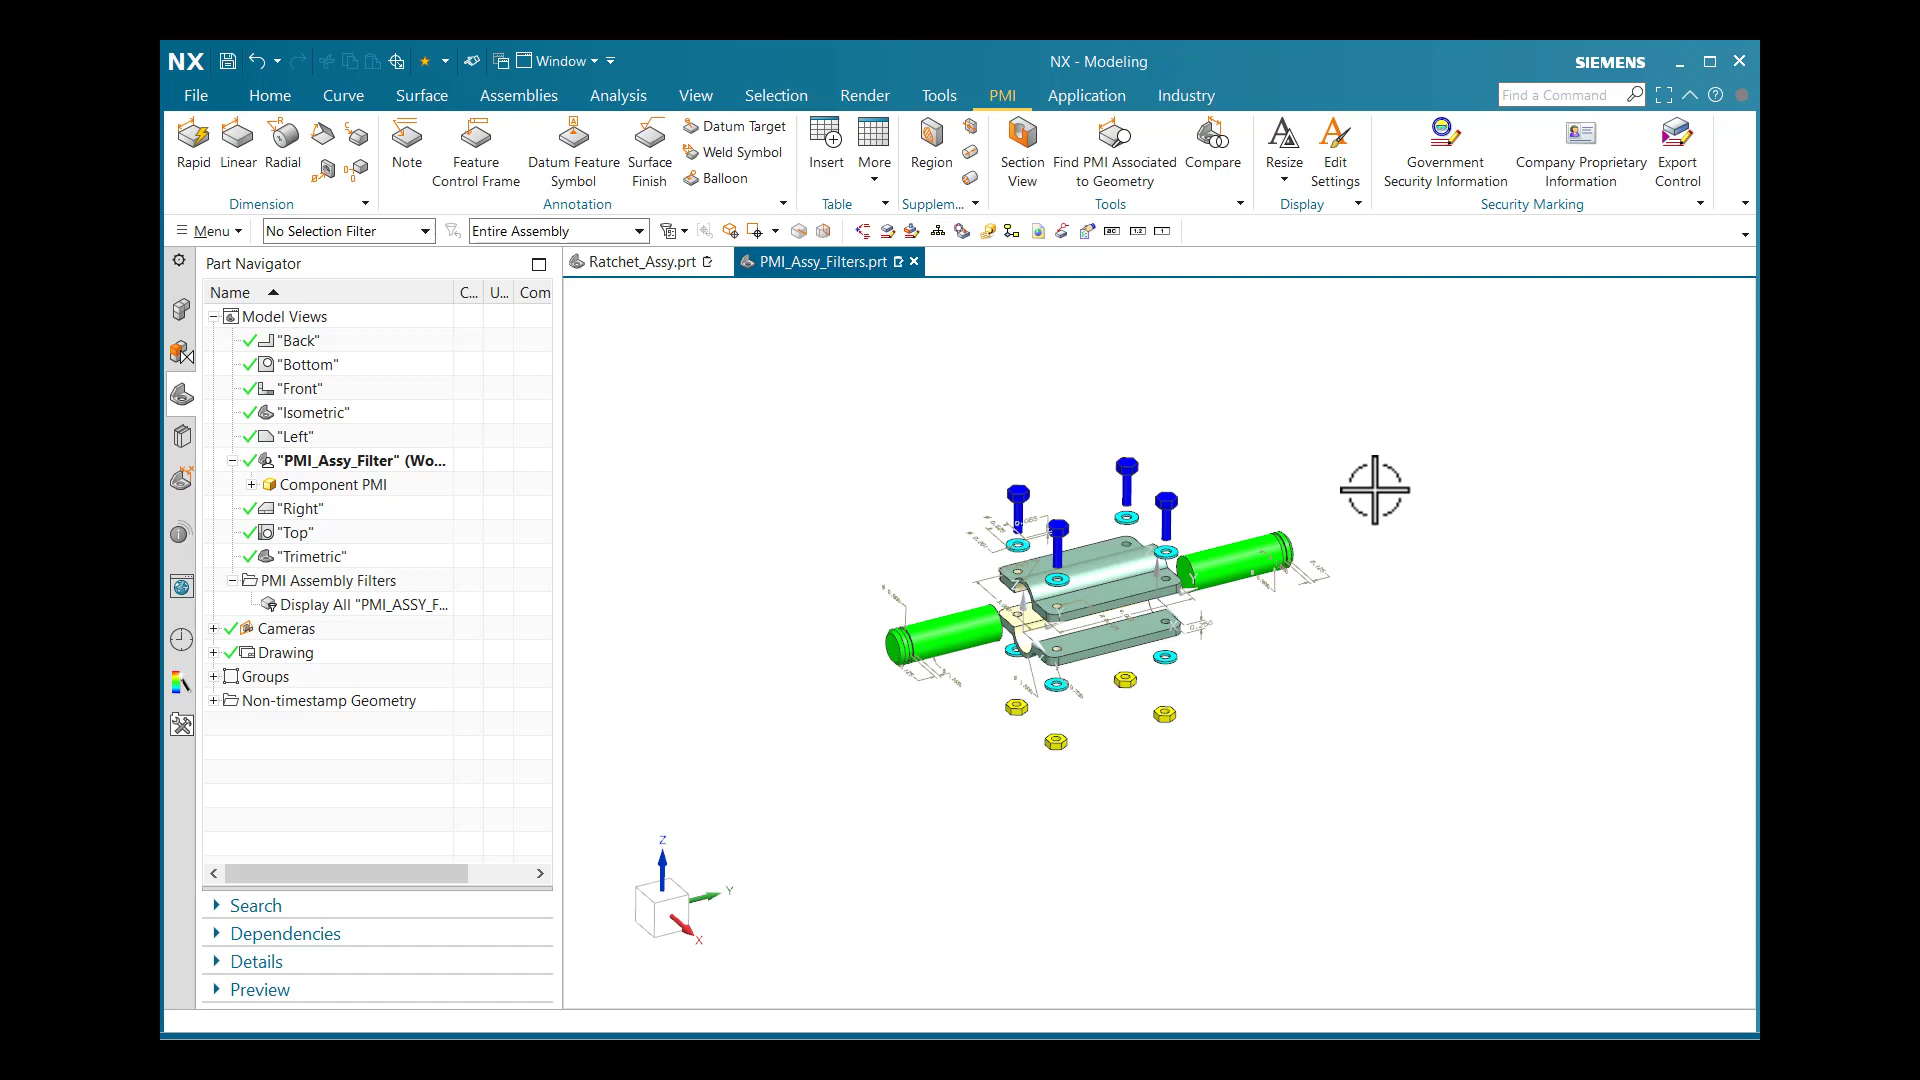 NX Window NX - Modeling SIEMENS
File Home Curve Surface Assemblies Analysis View Selection Render Tools PMI Application Industry Find a Command
Rapid Linear Radial
Dimension
Note Feature Control Frame Datum Feature Symbol Surface Finish
Datum Target
Weld Symbol
Balloon
Annotation
Insert More
Table
Region
Supplem...
Section View Find PMI Associated to Geometry Compare
Tools
Resize Edit Settings
Display
Government Security Information Company Proprietary Information Export Control
Security Marking
Menu No Selection Filter Entire Assembly
Part Navigator
Ratchet_Assy.prt PMI_Assy_Filters.prt
Name C... U... Com
Model Views
"Back"
"Bottom"
"Front"
"Isometric"
"Left"
"PMI_Assy_Filter" (Wo...
Component PMI
"Right"
"Top"
"Trimetric"
PMI Assembly Filters
Display All "PMI_ASSY_F...
Cameras
Drawing
Groups
Non-timestamp Geometry
Z
Y
X
Search
Dependencies
Details
Preview